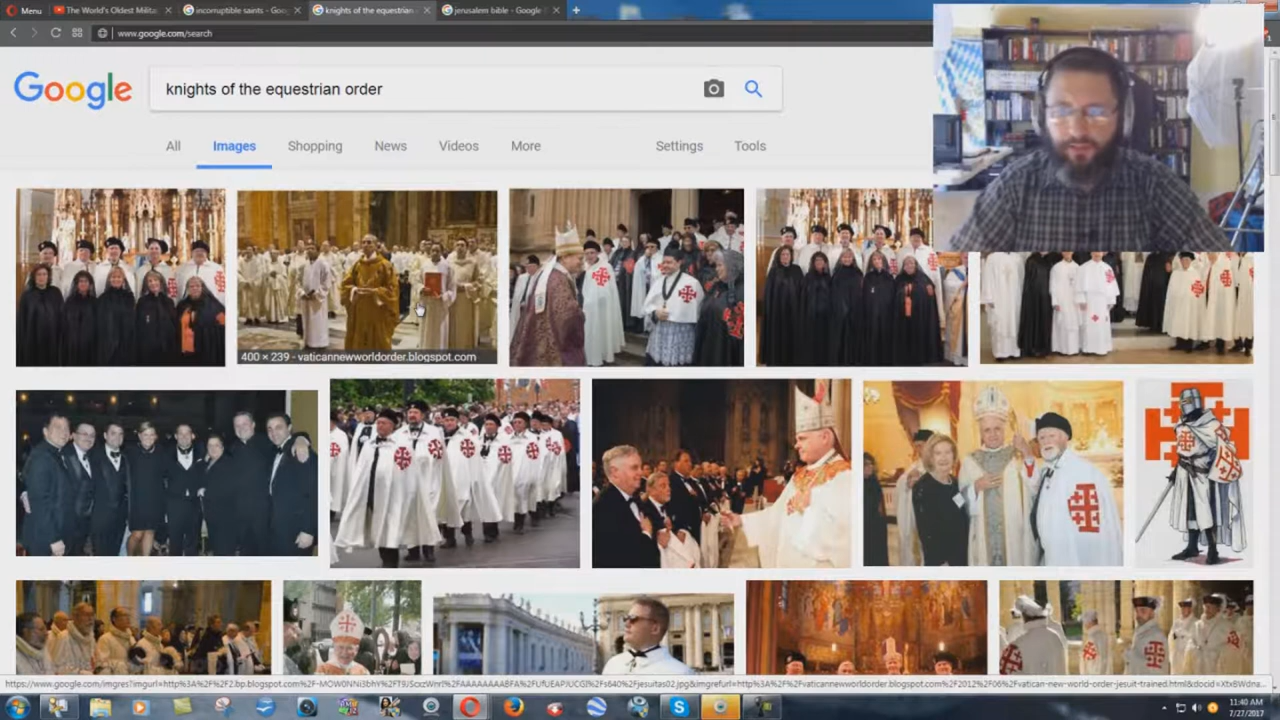 Menu
The World's Oldest Milita
incorruptible saints - Goog
knights of the equestrian
jerusalem bible - Google
www.google.com/search
Google
knights of the equestrian order
All
Images
Shopping
News
Videos
More
Settings
Tools
400 × 239 - vaticannewworldorder.blogspot.com
11:40 AM
7/27/2017